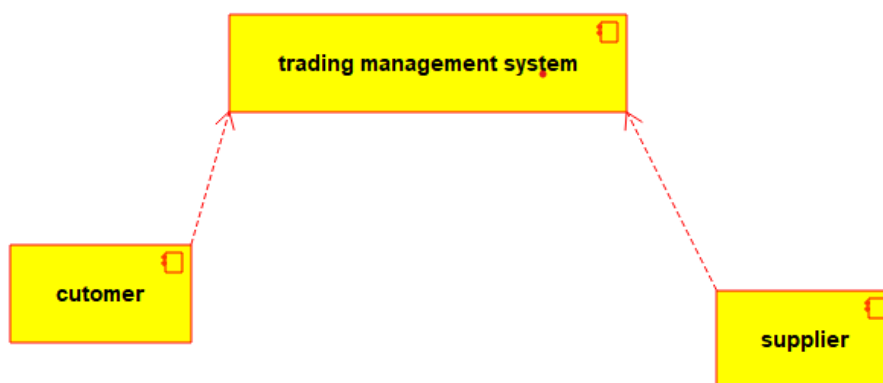 trading management system
cutomer
supplier